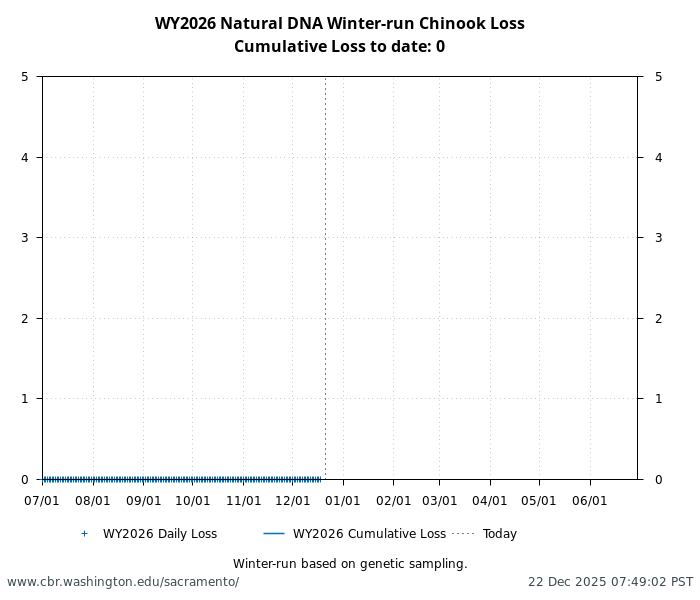 WY2026 Natural DNA Winter-run Chinook Loss
Cumulative Loss to date: 0
5 5
4 4
3 3
2 2
1 1
0 0
07/01 08/01 09/01 10/01 11/01 12/01 01/01 02/01 03/01 04/01 05/01 06/01
WY2026 Daily Loss WY2026 Cumulative Loss Today
Winter-run based on genetic sampling.
www.cbr.washington.edu/sacramento/ 22 Dec 2025 07:49:02 PST